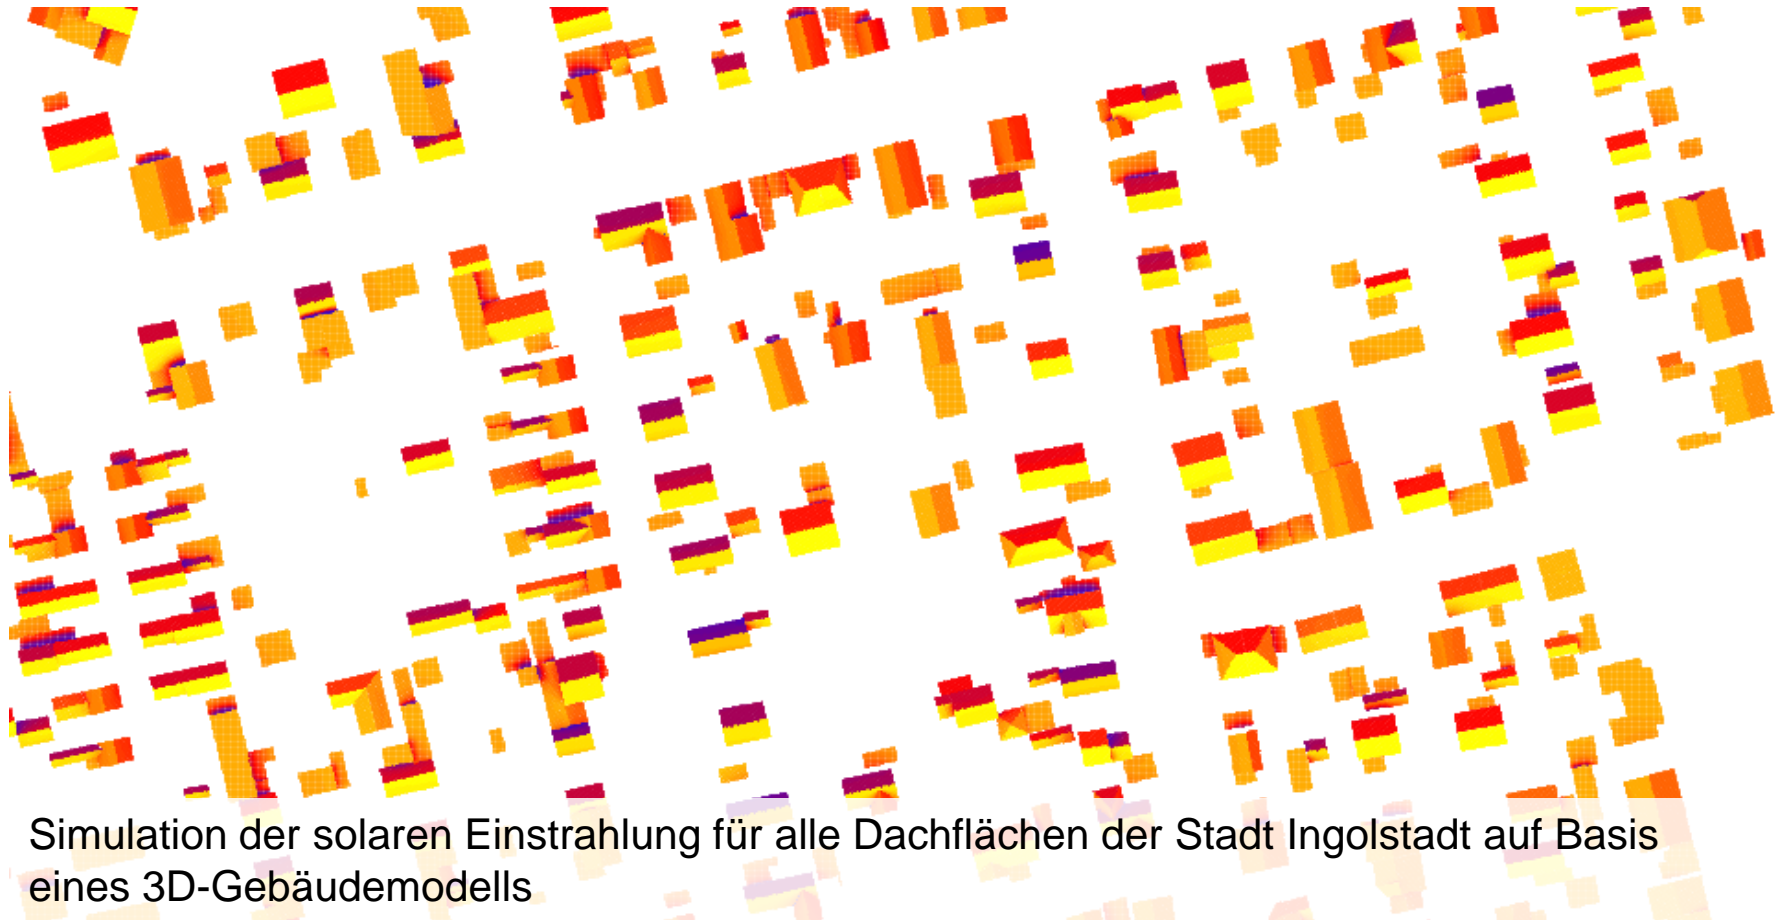 Simulation der solaren Einstrahlung für alle Dachflächen der Stadt Ingolstadt auf Basis
eines 3D-Gebäudemodells